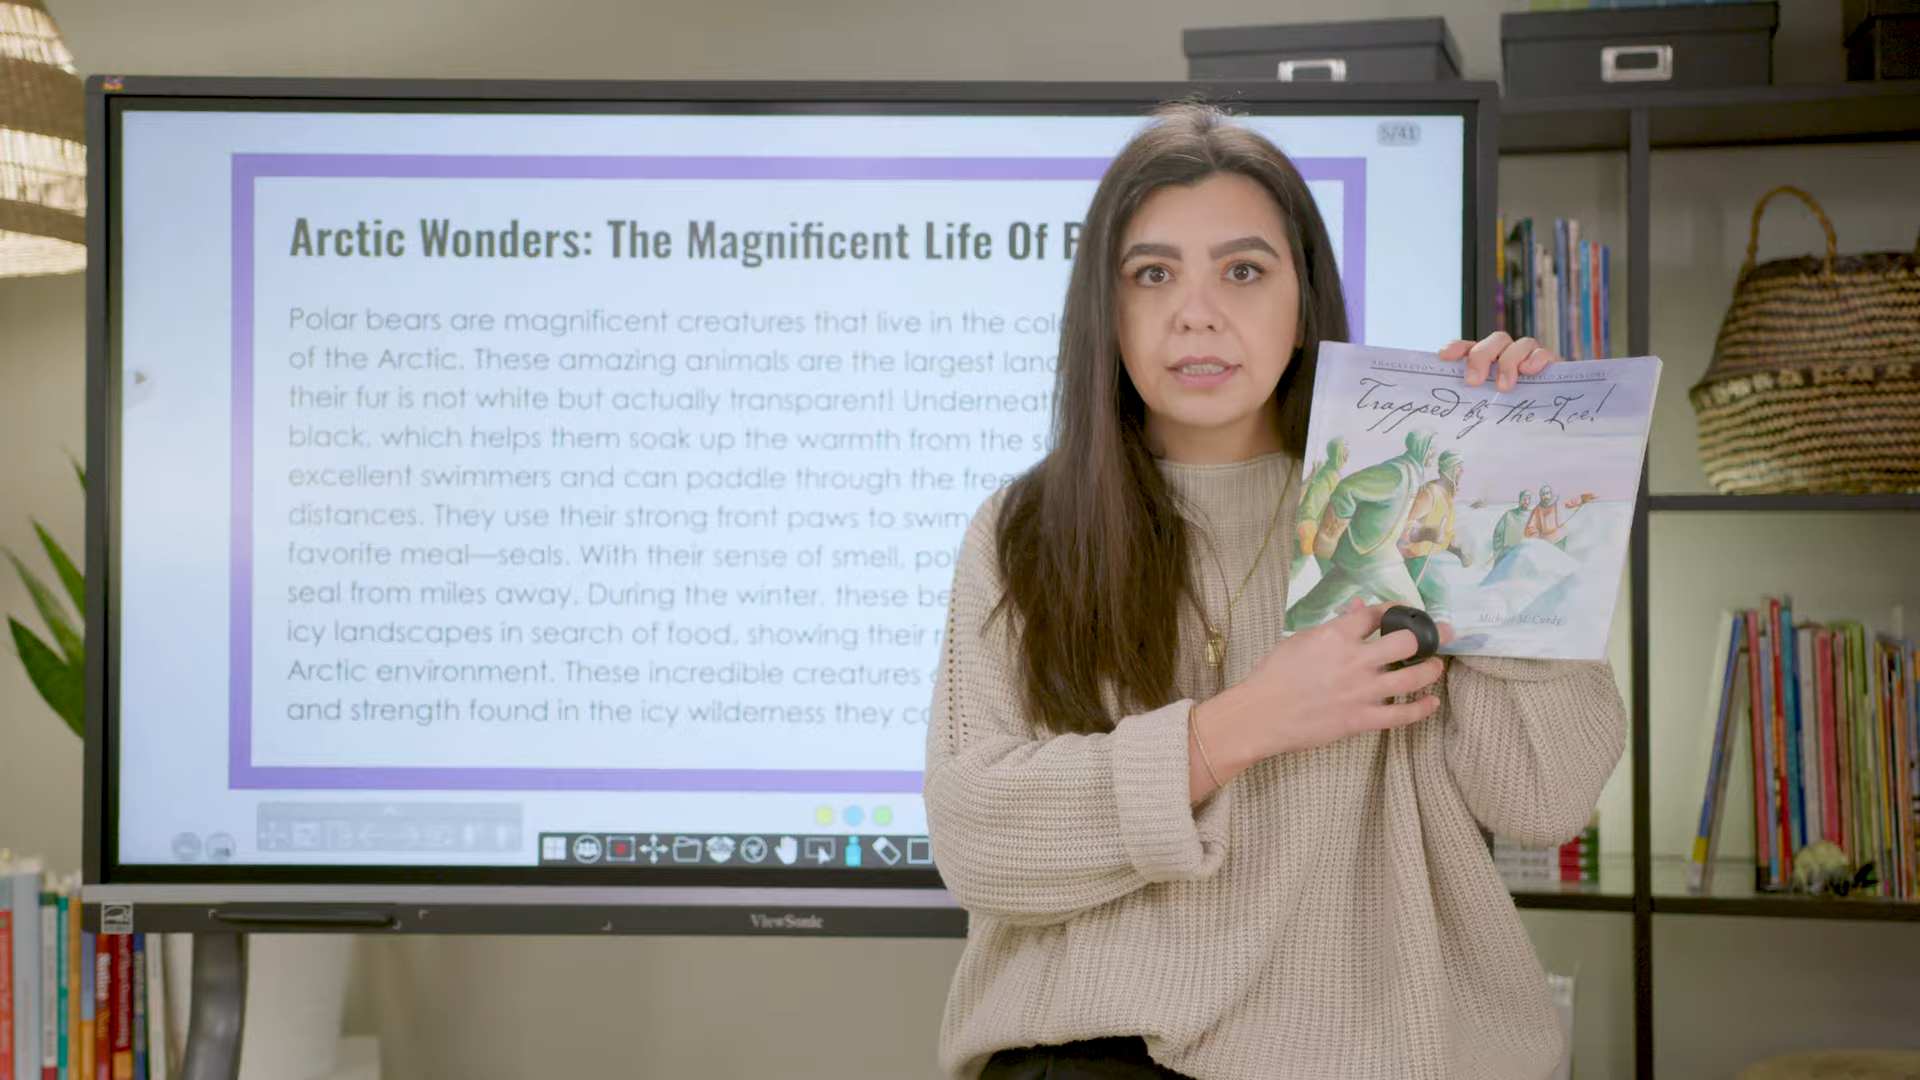 5/41
Arctic Wonders: The Magnificent Life Of
Polar bears are magnificent creatures that live in the
of the Arctic. These amazing animals are the largest
their fur is not white but actually transparent!
black, which helps them soak up the warmth from the
excellent swimmers and can paddle through the
distances. They use their strong front paws to swim
favorite meal—seals. With their sense of smell,
seal from miles away. During the winter, these
icy landscapes in search of food, showing their
Arctic environment. These incredible creatures
and strength found in the icy wilderness they
ViewSonic
SHACKLETON'S
Trapped by the Ice!
Michael McCurdy